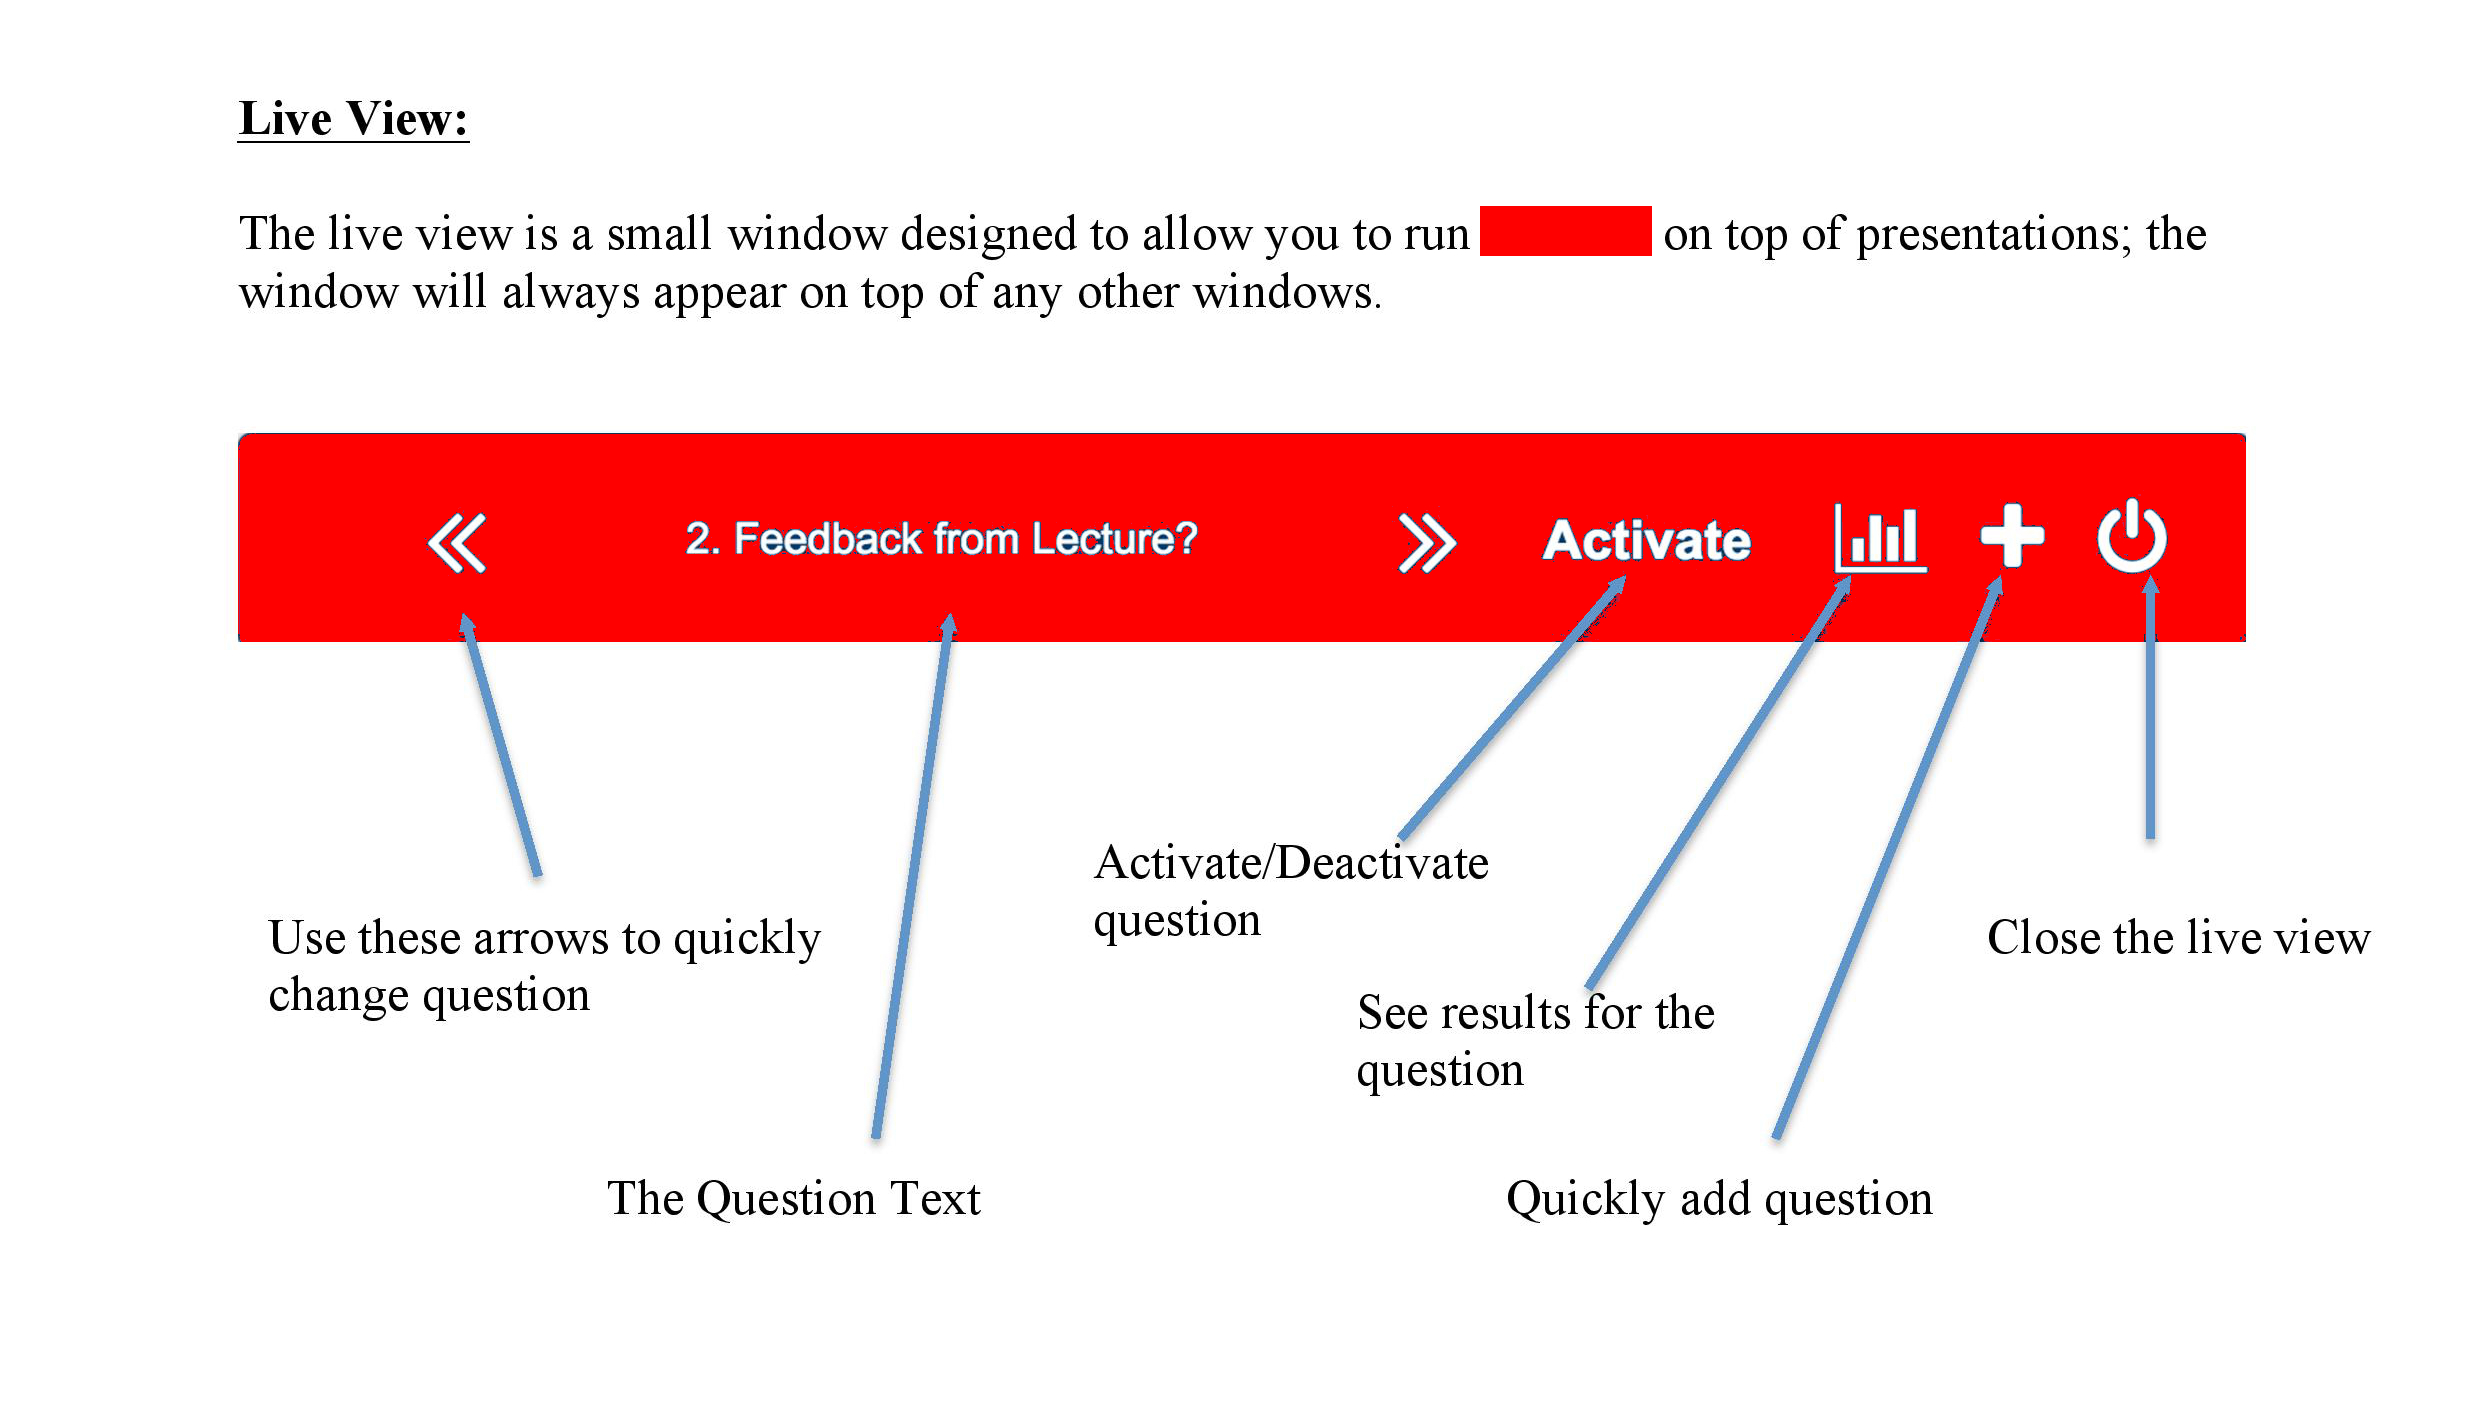 Live View:
The live view is a small window designed to allow you to run on top of presentations; the
window will always appear on top of any other windows.
2. Feedback from Lecture?
Activate
Activate/Deactivate
question
Use these arrows to quickly
change question
Close the live view
See results for the
question
The Question Text
Quickly add question